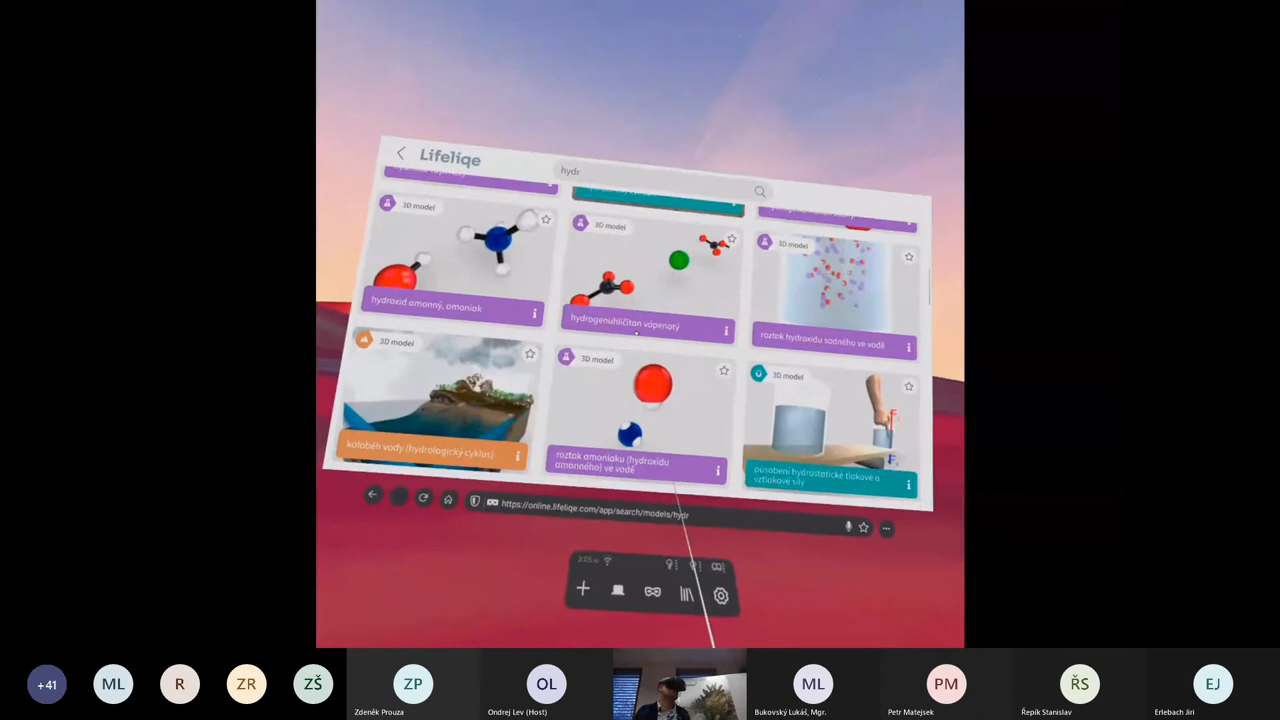 Lifeliqe
hydr
3D model
hydroxid amonný, amoniak
3D model
hydrogenuhličitan vápenatý
3D model
roztok hydroxidu sodného ve vodě
3D model
koloběh vody (hydrologický cyklus)
3D model
roztok amoniaku (hydroxidu
amonného) ve vodě
3D model
působení hydrostatické tlakové a
vztlakové síly
https://online.lifeliqe.com/app/search/models/hydr
+41
ML
R
ZR
ZŠ
ZP
Zdeněk Prouza
OL
Ondrej Lev (Host)
ML
Bukovský Lukáš, Mgr.
PM
Petr Matejsek
ŘS
Řepík Stanislav
EJ
Erlebach Jiri